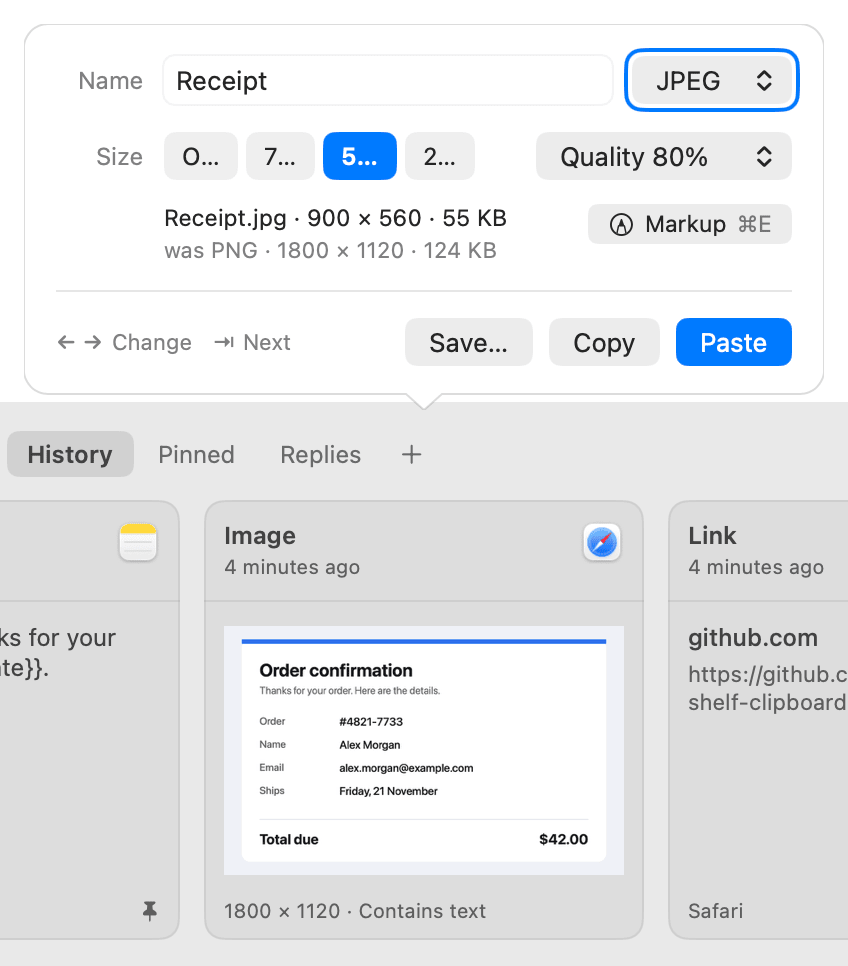 Name Receipt JPEG
Size O... 7... 5... 2... Quality 80%
Receipt.jpg · 900 × 560 · 55 KB
was PNG · 1800 × 1120 · 124 KB
Markup ⌘E
← → Change ⇥ Next Save... Copy Paste
History Pinned Replies +
Image
4 minutes ago
Link
4 minutes ago
ks for your
te}}.
Order confirmation
Thanks for your order. Here are the details.
Order #4821-7733
Name Alex Morgan
Email alex.morgan@example.com
Ships Friday, 21 November
Total due $42.00
1800 × 1120 · Contains text
github.com
https://github.c
shelf-clipboard
Safari